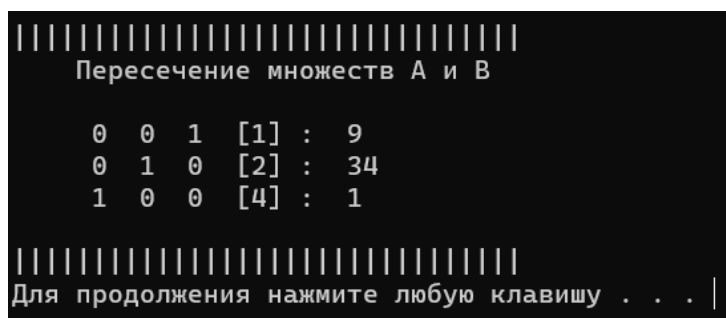 ||||||||||||||||||||||||||||||||
Пересечение множеств А и В
0 0 1 [1] : 9
0 1 0 [2] : 34
1 0 0 [4] : 1
||||||||||||||||||||||||||||||||
Для продолжения нажмите любую клавишу . . .